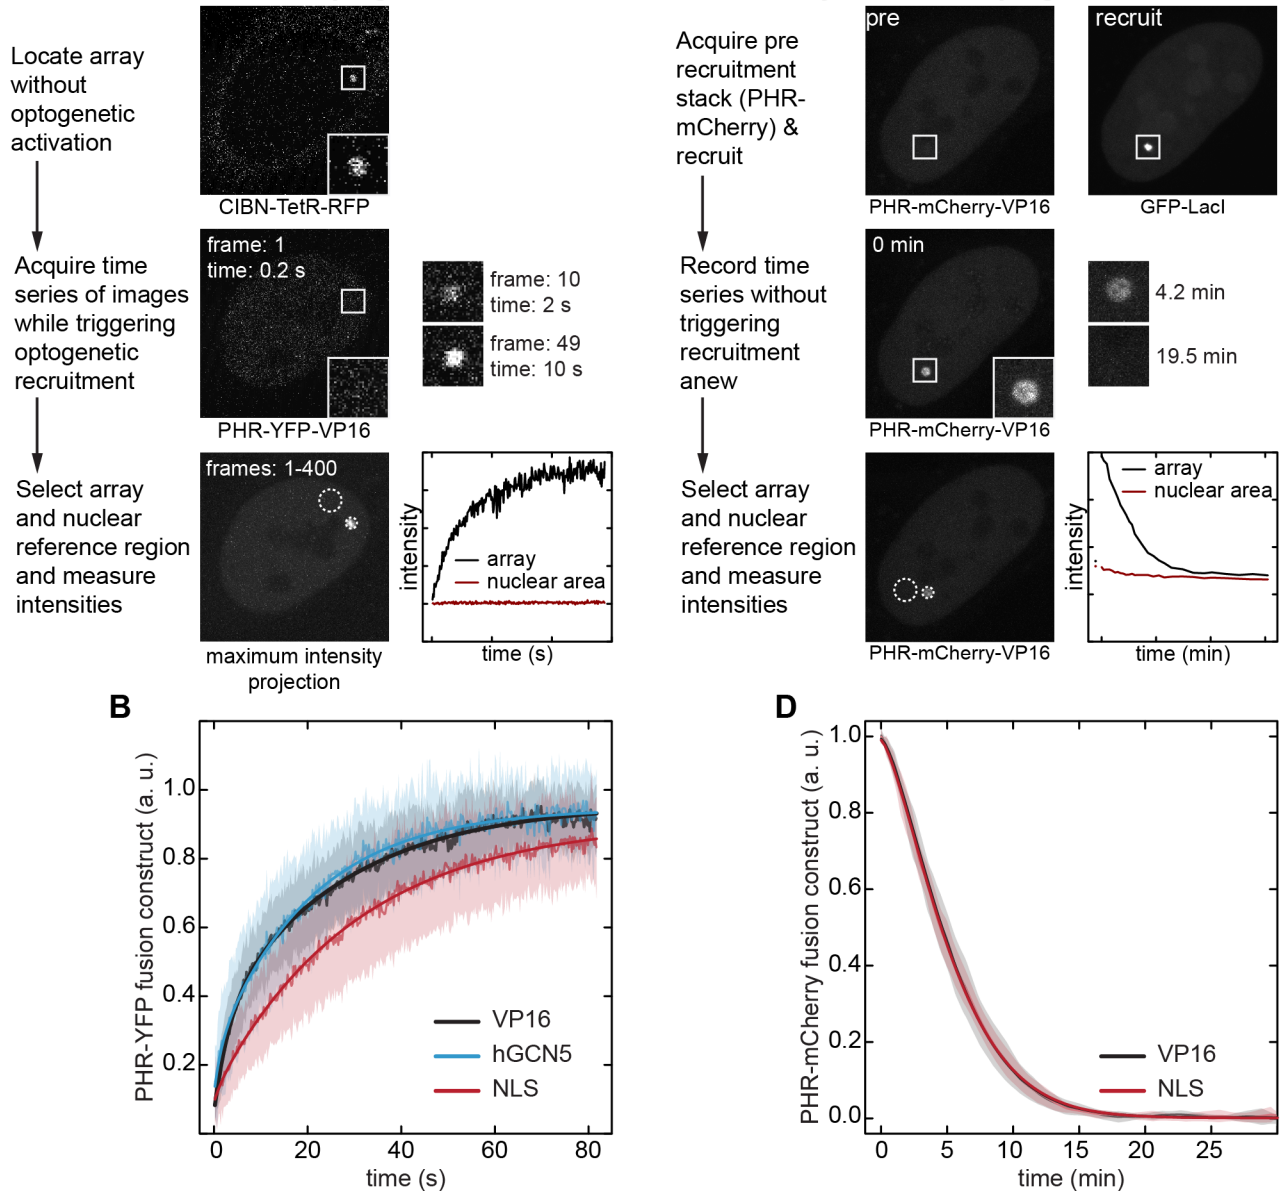 Locate array
without
optogenetic
activation
CIBN-TetR-RFP
Acquire time
series of images
while triggering
optogenetic
recruitment
frame: 1
time: 0.2 s
PHR-YFP-VP16
frame: 10
time: 2 s
frame: 49
time: 10 s
Select array
and nuclear
reference region
and measure
intensities
frames: 1-400
maximum intensity
projection
intensity
array
nuclear area
time (s)
Acquire pre
recruitment
stack (PHR-
mCherry) &
recruit
pre
PHR-mCherry-VP16
recruit
GFP-LacI
Record time
series without
triggering
recruitment
anew
0 min
PHR-mCherry-VP16
4.2 min
19.5 min
Select array
and nuclear
reference region
and measure
intensities
PHR-mCherry-VP16
intensity
array
nuclear area
time (min)
B
PHR-YFP fusion construct (a. u.)
1.0
0.8
0.6
0.4
0.2
VP16
hGCN5
NLS
0
20
40
60
80
time (s)
D
PHR-mCherry fusion construct (a. u.)
1.0
0.8
0.6
0.4
0.2
0.0
VP16
NLS
0
5
10
15
20
25
time (min)